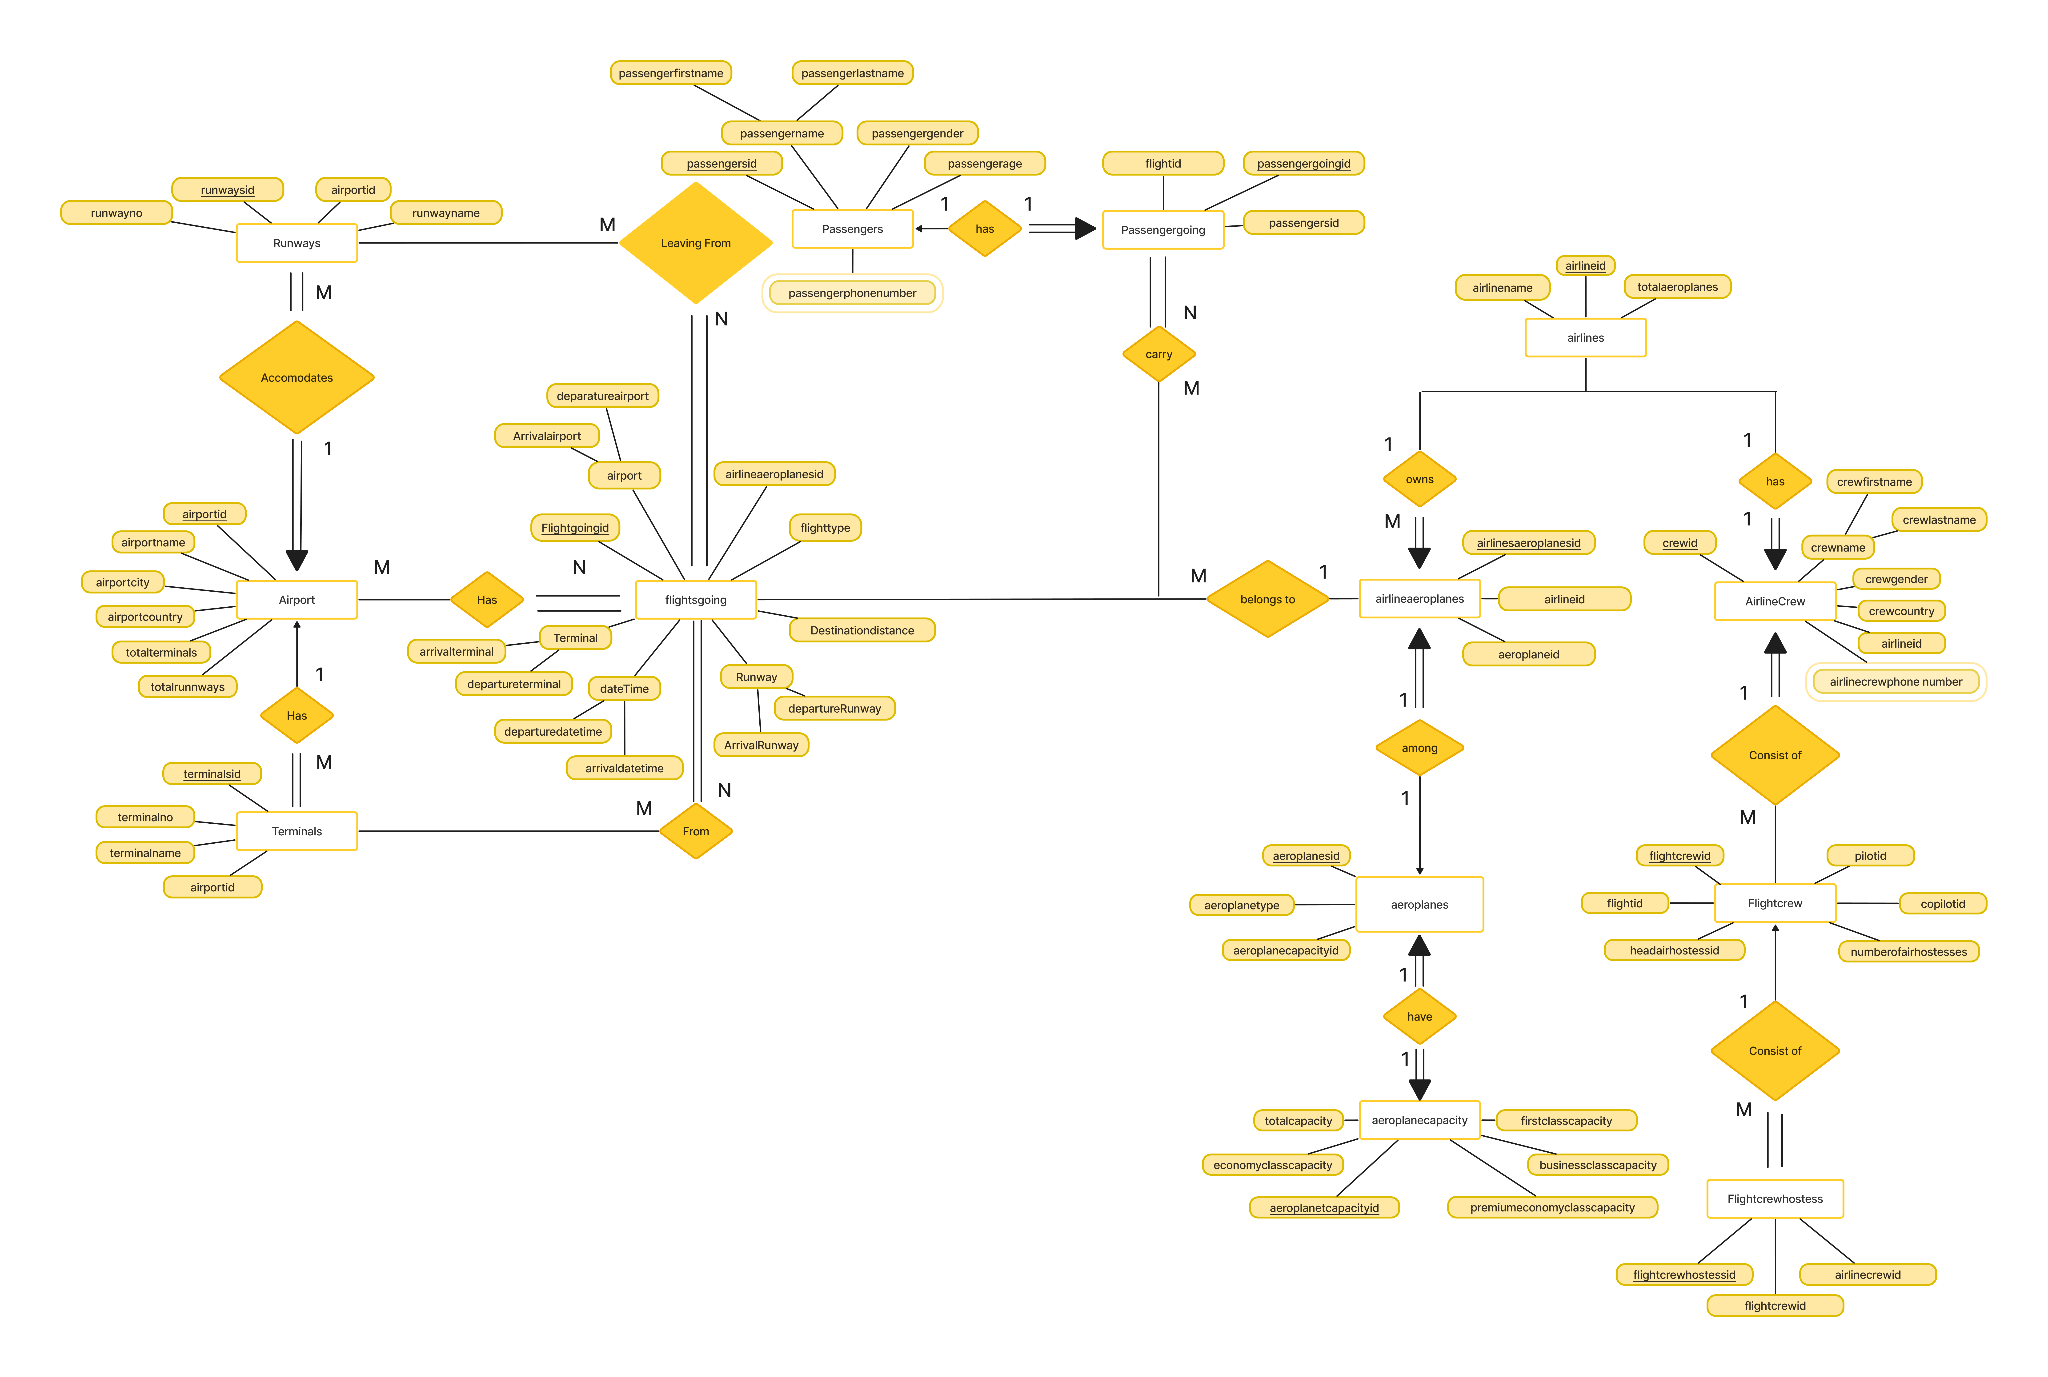 passengerfirstname
passengerlastname
passengername
passengergender
passengersid
passengerage
flightid
passengergoingid
runwaysid
airportid
runwayno
runwayname
Runways
M
Leaving From
Passengers
1
has
1
Passengergoing
passengersid
passengerphonenumber
M
N
N
airlineid
airlinename
totalaeroplanes
airlines
carry
M
Accomodates
1
deparatureairport
Arrivalairport
airport
airlineaeroplanesid
1
owns
M
1
has
1
crewfirstname
crewlastname
crewname
crewid
crewgender
crewcountry
airlineid
airlinecrewphone number
AirlineCrew
airportid
airportname
airportcity
airportcountry
totalterminals
totalrunnways
Airport
M
Has
N
Flightgoingid
flighttype
flightsgoing
Destinationdistance
M
belongs to
1
airlinesaeroplanesid
airlineaeroplanes
airlineid
aeroplaneid
Terminal
arrivalterminal
departureterminal
dateTime
departuredatetime
arrivaldatetime
Runway
departureRunway
ArrivalRunway
1
Has
M
1
among
1
1
Consist of
M
terminalsid
terminalno
terminalname
airportid
Terminals
M
From
N
aeroplanesid
aeroplanetype
aeroplanecapacityid
aeroplanes
flightcrewid
pilotid
flightid
Flightcrew
copilotid
headairhostessid
numberofairhostesses
1
have
1
1
Consist of
M
totalcapacity
aeroplanecapacity
firstclasscapacity
economyclasscapacity
businessclasscapacity
aeroplanetcapacityid
premiumeconomyclasscapacity
Flightcrewhostess
flightcrewhostessid
airlinecrewid
flightcrewid